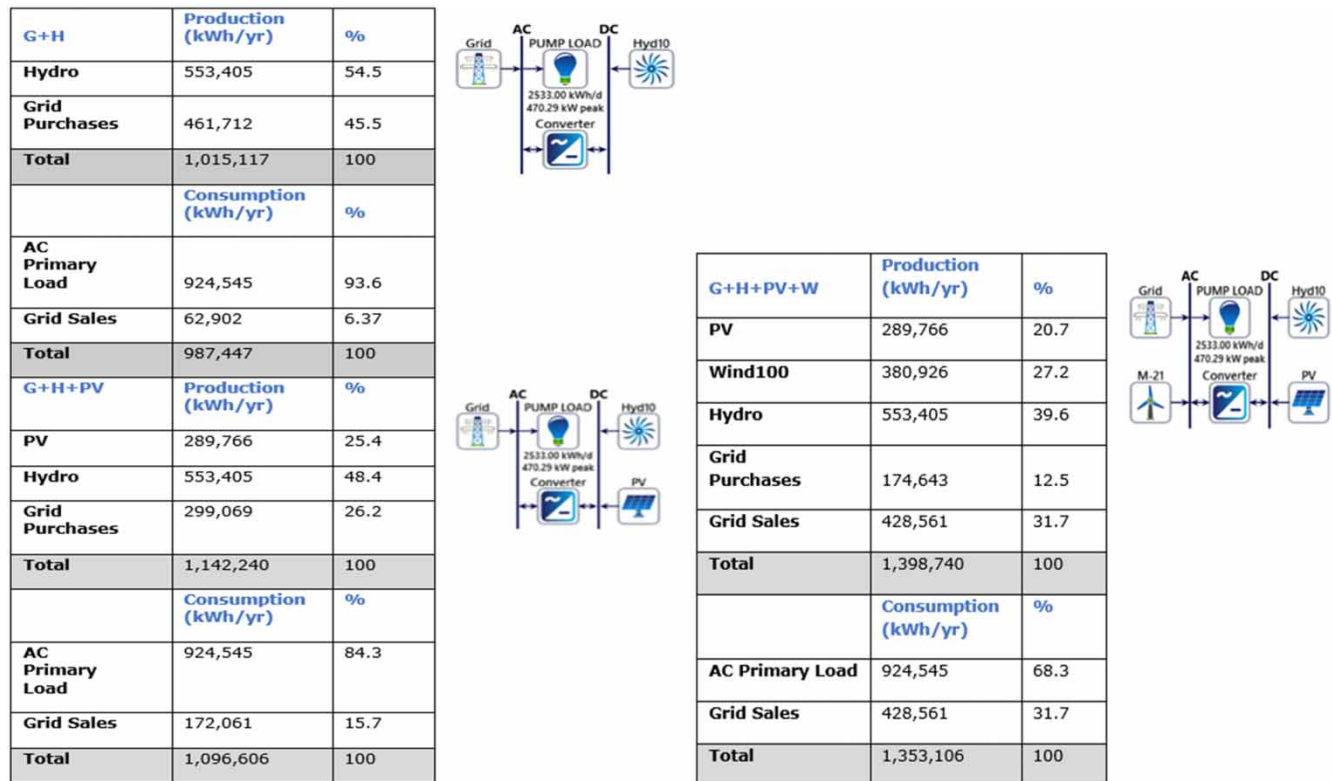 G+H Production (kWh/yr) %
Hydro 553,405 54.5
Grid Purchases 461,712 45.5
Total 1,015,117 100
Consumption (kWh/yr) %
AC Primary Load 924,545 93.6
Grid Sales 62,902 6.37
Total 987,447 100
G+H+PV Production (kWh/yr) %
PV 289,766 25.4
Hydro 553,405 48.4
Grid Purchases 299,069 26.2
Total 1,142,240 100
Consumption (kWh/yr) %
AC Primary Load 924,545 84.3
Grid Sales 172,061 15.7
Total 1,096,606 100
AC DC
Grid PUMP LOAD Hyd10
2533.00 kWh/d
470.29 kW peak
Converter
AC DC
Grid PUMP LOAD Hyd10
2533.00 kWh/d
470.29 kW peak
Converter PV
G+H+PV+W Production (kWh/yr) %
PV 289,766 20.7
Wind100 380,926 27.2
Hydro 553,405 39.6
Grid Purchases 174,643 12.5
Grid Sales 428,561 31.7
Total 1,398,740 100
Consumption (kWh/yr) %
AC Primary Load 924,545 68.3
Grid Sales 428,561 31.7
Total 1,353,106 100
AC DC
Grid PUMP LOAD Hyd10
2533.00 kWh/d
470.29 kW peak
M-21 Converter PV